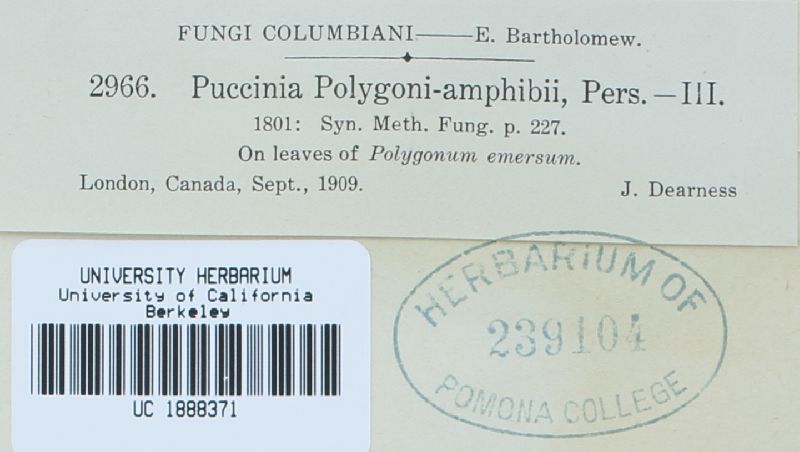 FUNGI COLUMBIANI——E. Bartholomew.
2966. Puccinia Polygoni-amphibii, Pers.—III.
1801: Syn. Meth. Fung. p. 227.
On leaves of Polygonum emersum.
London, Canada, Sept., 1909. J. Dearness
UNIVERSITY HERBARIUM
University of California
Berkeley
UC 1888371
HERBARIUM OF
239104
POMONA COLLEGE